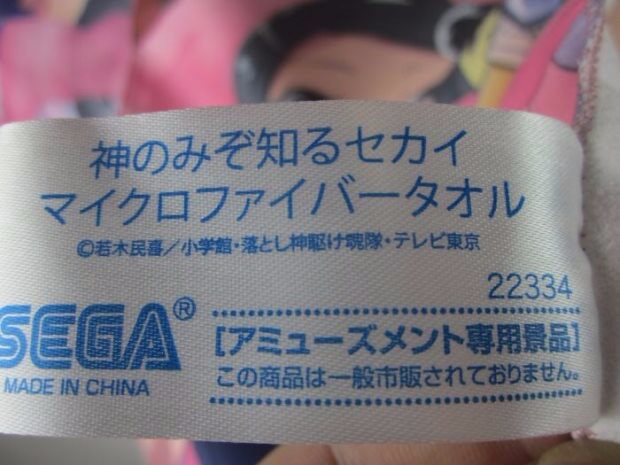 神のみぞ知るセカイ
マイクロファイバータオル
©若木民喜／小学館・落とし神駆け魂隊・テレビ東京
22334
SEGA®
MADE IN CHINA
【アミューズメント専用景品】
この商品は一般市販されておりません。